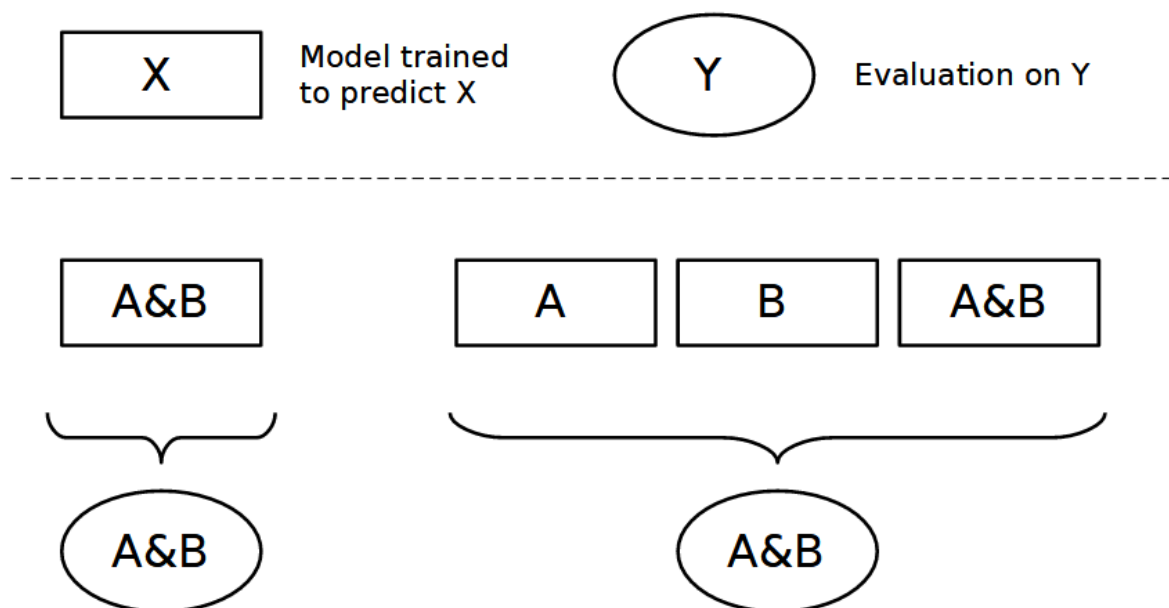 X
Model trained
to predict X
Y
Evaluation on Y
A&B
A
B
A&B
A&B
A&B